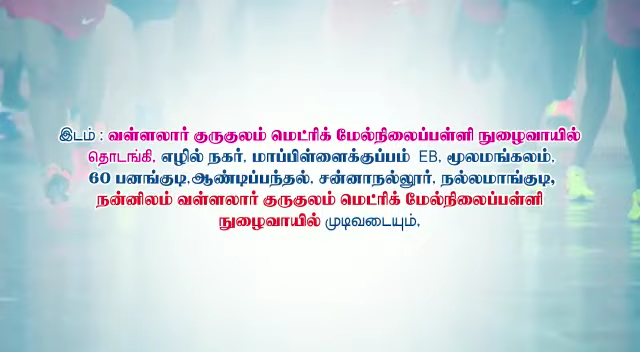 இடம் : வள்ளலார் குருகுலம் மெட்ரிக் மேல்நிலைப்பள்ளி நுழைவாயில்
தொடங்கி, எழில் நகர், மாப்பிள்ளைக்குப்பம் EB, மூலமங்கலம்,
60 பனங்குடி,ஆண்டிப்பந்தல், சன்னாநல்லூர், நல்லமாங்குடி,
நன்னிலம் வள்ளலார் குருகுலம் மெட்ரிக் மேல்நிலைப்பள்ளி
நுழைவாயில் முடிவடையும்,